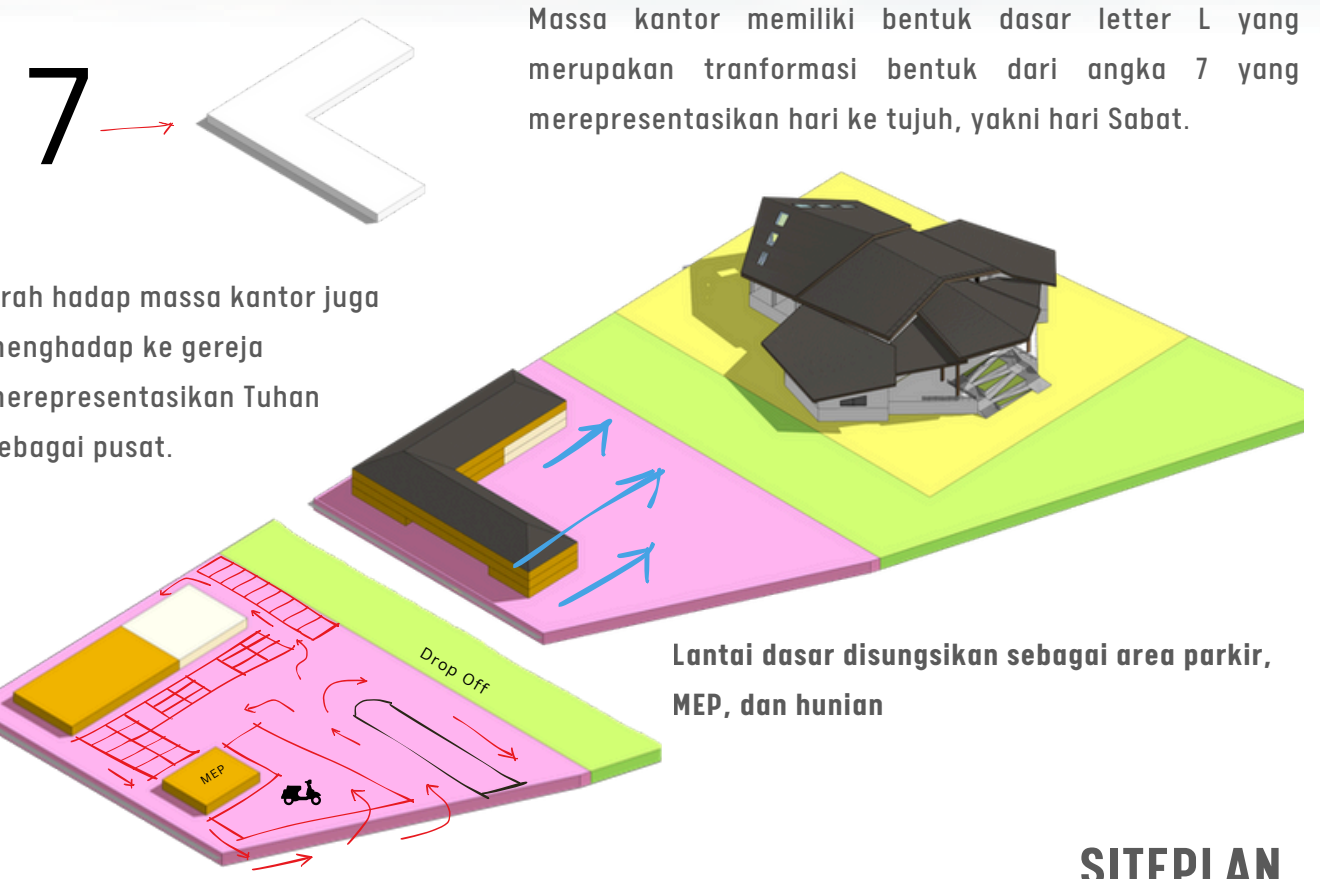 Massa kantor memiliki bentuk dasar letter L yang
merupakan tranformasi bentuk dari angka 7 yang
merepresentasikan hari ke tujuh, yakni hari Sabat.
7
rah hadap massa kantor juga
menghadap ke gereja
merepresentasikan Tuhan
ebagai pusat.
Drop Off
Lantai dasar disungsikan sebagai area parkir,
MEP, dan hunian
MEP
SITEPLAN